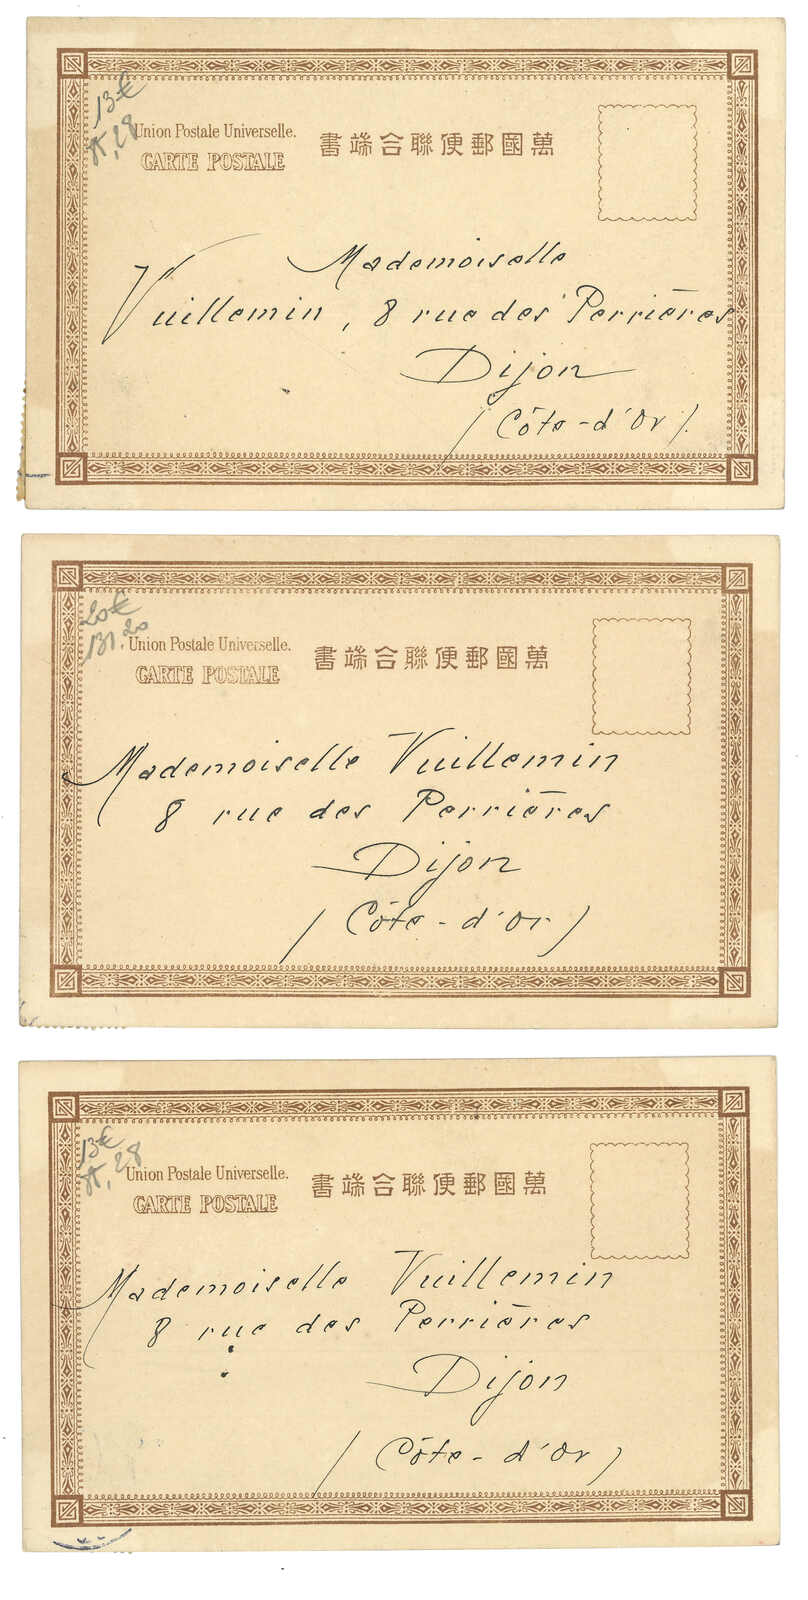 13€
Union Postale Universelle.
CARTE POSTALE
書端合聯便郵國萬
Mademoiselle
Vuillemin, 8 rue des Perrières
Dijon
(Côte-d'Or).
20€
Union Postale Universelle.
CARTE POSTALE
書端合聯便郵國萬
Mademoiselle Vuillemin
8 rue des Perrières
Dijon
(Côte-d'Or)
13€
Union Postale Universelle.
CARTE POSTALE
書端合聯便郵國萬
Mademoiselle Vuillemin
8 rue des Perrières
Dijon
(Côte-d'Or)